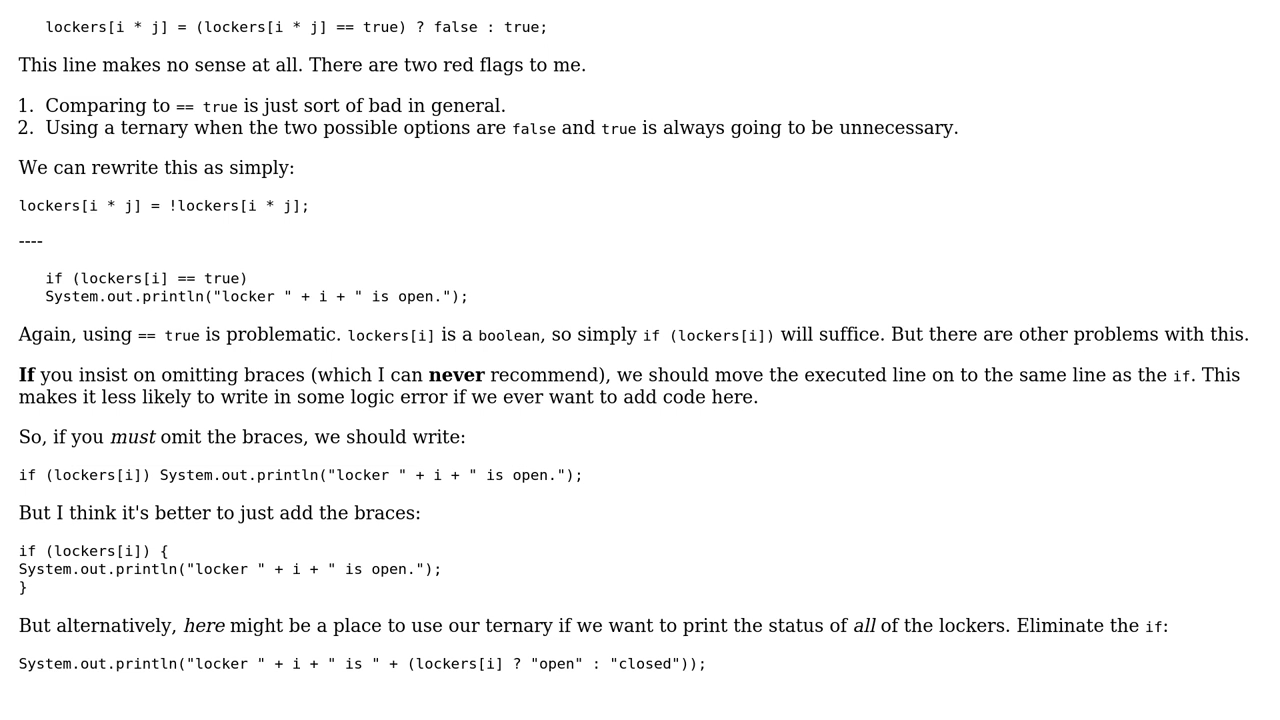 lockers[i * j] = (lockers[i * j] == true) ? false : true;
This line makes no sense at all. There are two red flags to me.
1. Comparing to == true is just sort of bad in general.
2. Using a ternary when the two possible options are false and true is always going to be unnecessary.
We can rewrite this as simply:
lockers[i * j] = !lockers[i * j];
----
if (lockers[i] == true)
System.out.println("locker " + i + " is open.");
Again, using == true is problematic. lockers[i] is a boolean, so simply if (lockers[i]) will suffice. But there are other problems with this.
If you insist on omitting braces (which I can never recommend), we should move the executed line on to the same line as the if. This
makes it less likely to write in some logic error if we ever want to add code here.
So, if you must omit the braces, we should write:
if (lockers[i]) System.out.println("locker " + i + " is open.");
But I think it's better to just add the braces:
if (lockers[i]) {
System.out.println("locker " + i + " is open.");
}
But alternatively, here might be a place to use our ternary if we want to print the status of all of the lockers. Eliminate the if:
System.out.println("locker " + i + " is " + (lockers[i] ? "open" : "closed"));